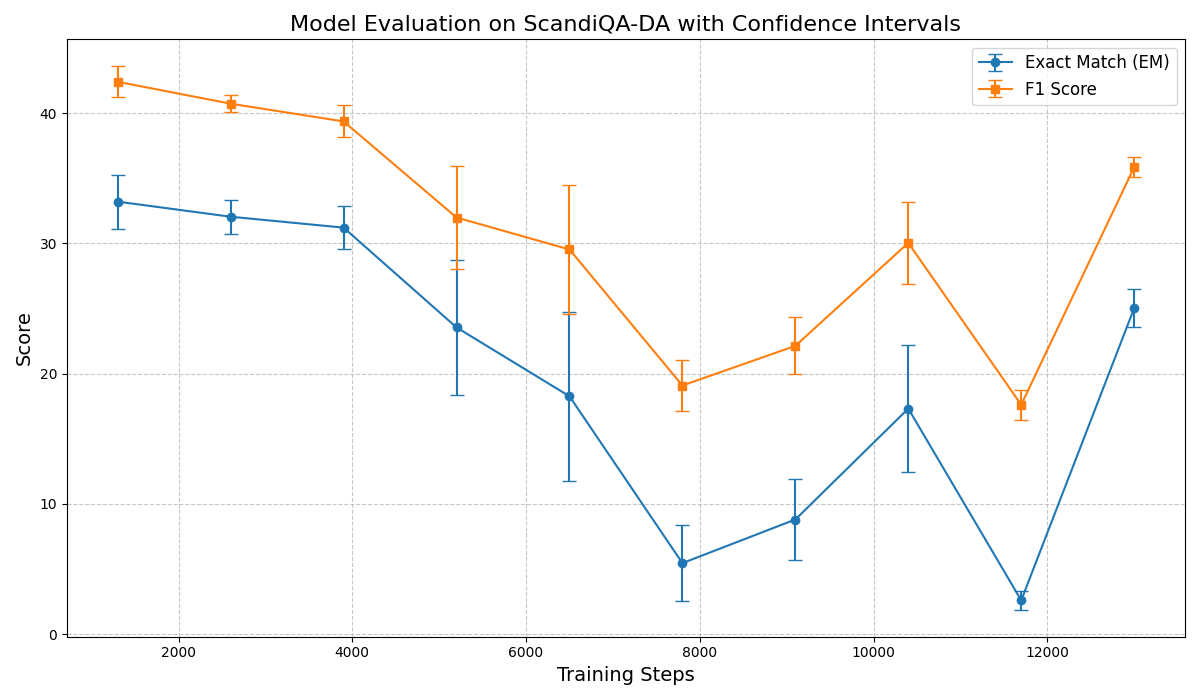 Model Evaluation on ScandiQA-DA with Confidence Intervals
Exact Match (EM)
F1 Score
Score
40
30
20
10
0
2000
4000
6000
8000
10000
12000
Training Steps